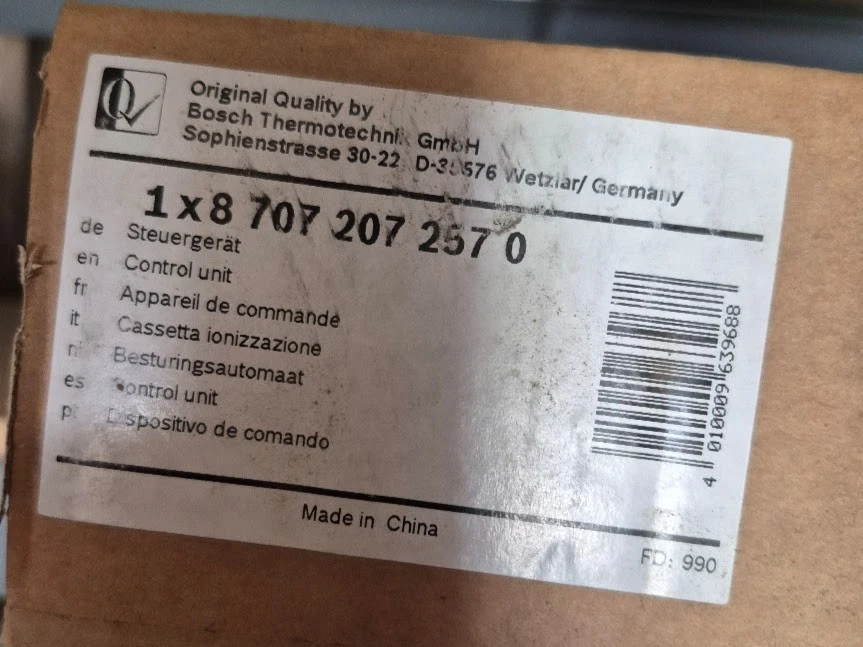 Original Quality by
Bosch Thermotechnik GmbH
Sophienstrasse 30-22 D-35576 Wetzlar/ Germany
1 x 8 707 207 257 0
de Steuergerät
en Control unit
fr Appareil de commande
it Cassetta ionizzazione
nl Besturingsautomaat
es Control unit
Dispositivo de comando
4 010009 639688
Made in China
FD: 990